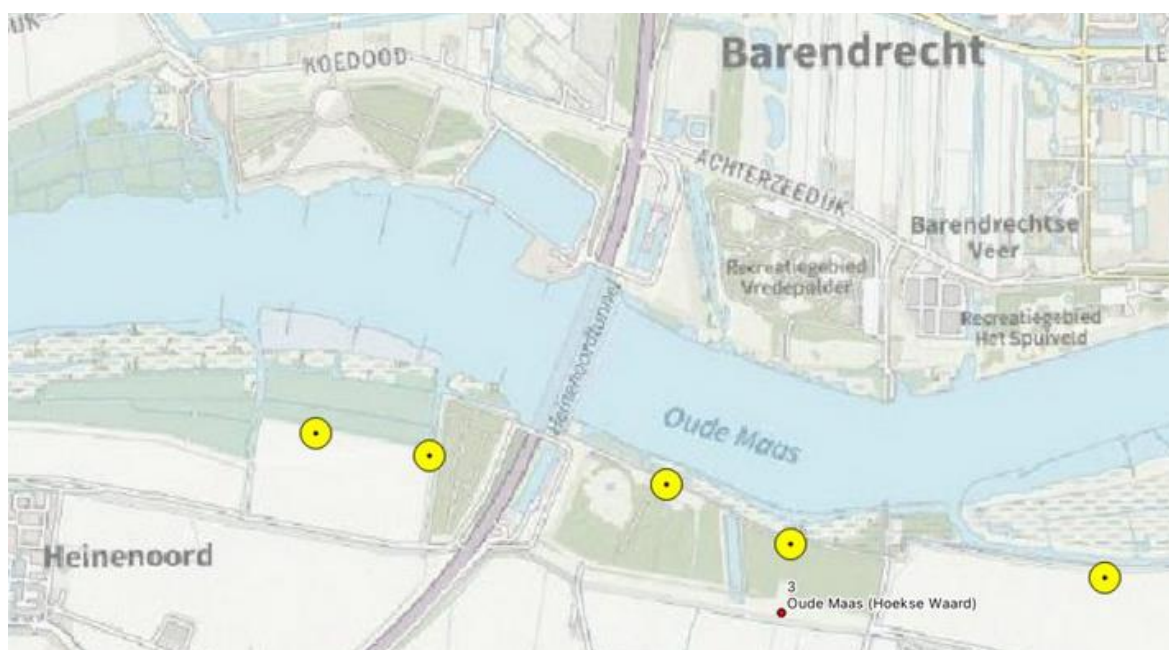 KOEDOOD
Barendrecht
ACHTERZEEDIJK
Barendrechtse
Veer
Recreatiegebied
Vredepolder
Recreatiegebied
Het Spuiveld
Heinenoordtunnel
Oude Maas
Heinenoord
3
Oude Maas (Hoekse Waard)